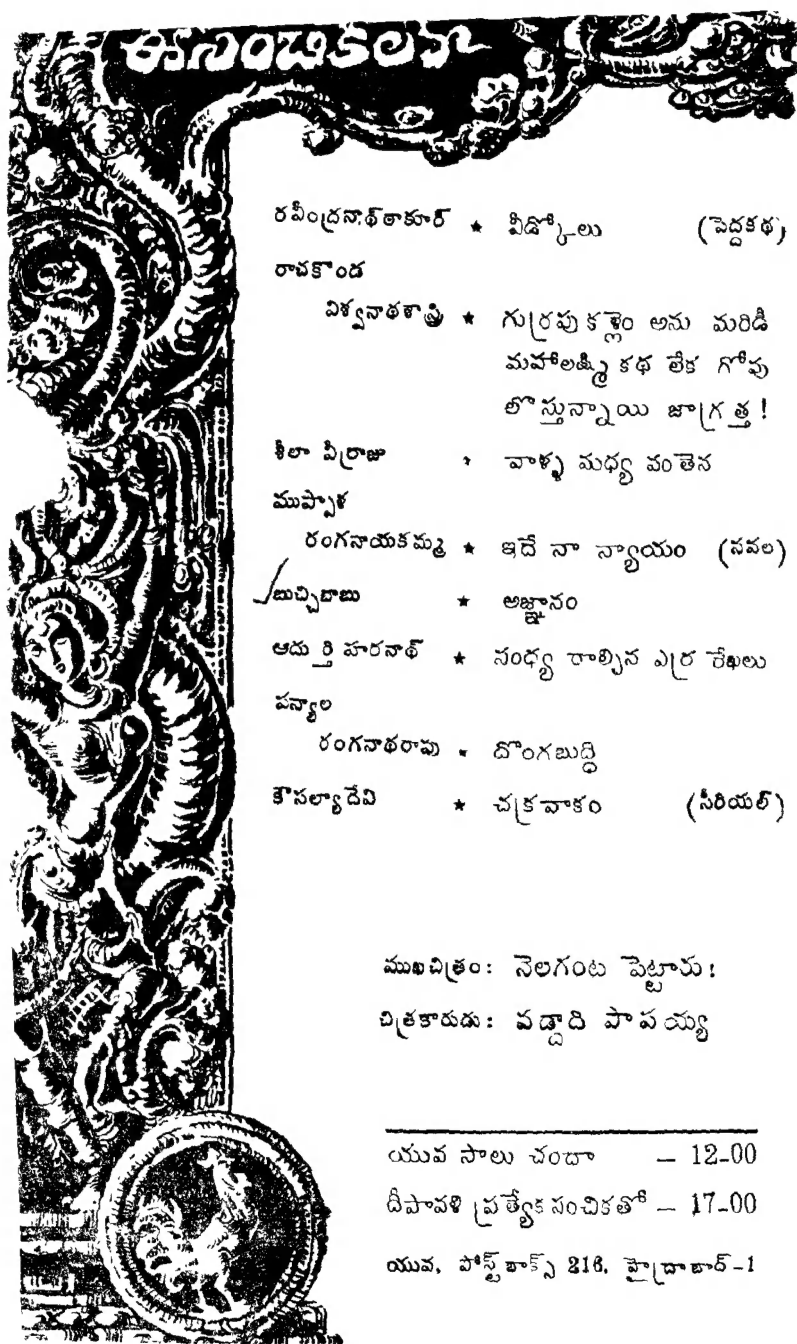 ఈసంచికలో
రవీంద్రనాథ్ఠాకూర్ ★ వీడ్కోలు (పెద్దకథ)
రాచకొండ
విశ్వనాథశాస్త్రి ★ గుర్రపు కళ్లెం అను మరిడి
మహాలక్ష్మి కథ లేక గోవు
లొస్తున్నాయి జాగ్రత్త!
శీలా వీర్రాజు ★ వాళ్ళ మధ్య వంతెన
ముప్పాళ
రంగనాయకమ్మ ★ ఇదే నా న్యాయం (నవల)
బుచ్చిబాబు ★ అజ్ఞానం
ఆదుర్తి హరనాథ్ ★ సంధ్య రాల్చిన ఎర్ర రేఖలు
పన్యాల
రంగనాథరావు ★ దొంగబుద్ధి
కౌసల్యాదేవి ★ చక్రవాకం (సీరియల్)
ముఖచిత్రం: నెలగంట పెట్టారు:
చిత్రకారుడు: వడ్డాది పాపయ్య
యువ సాలు చందా – 12-00
దీపావళి ప్రత్యేక సంచికతో – 17-00
యువ, పోస్ట్ బాక్స్ 216, హైద్రాబాద్-1